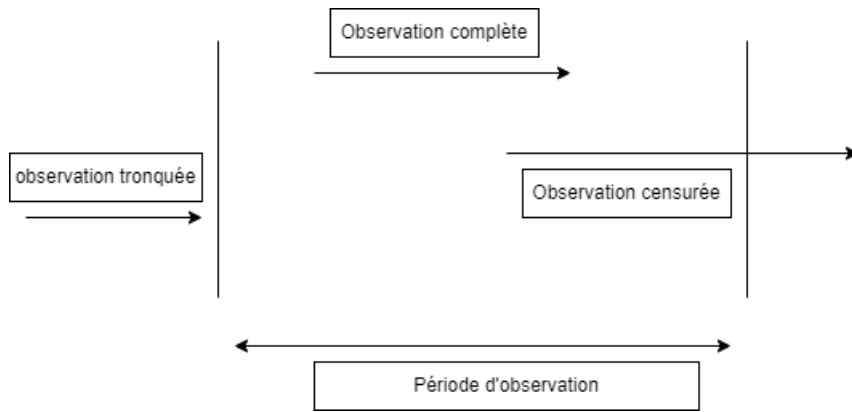 Observation complète
observation tronquée
Observation censurée
Période d'observation